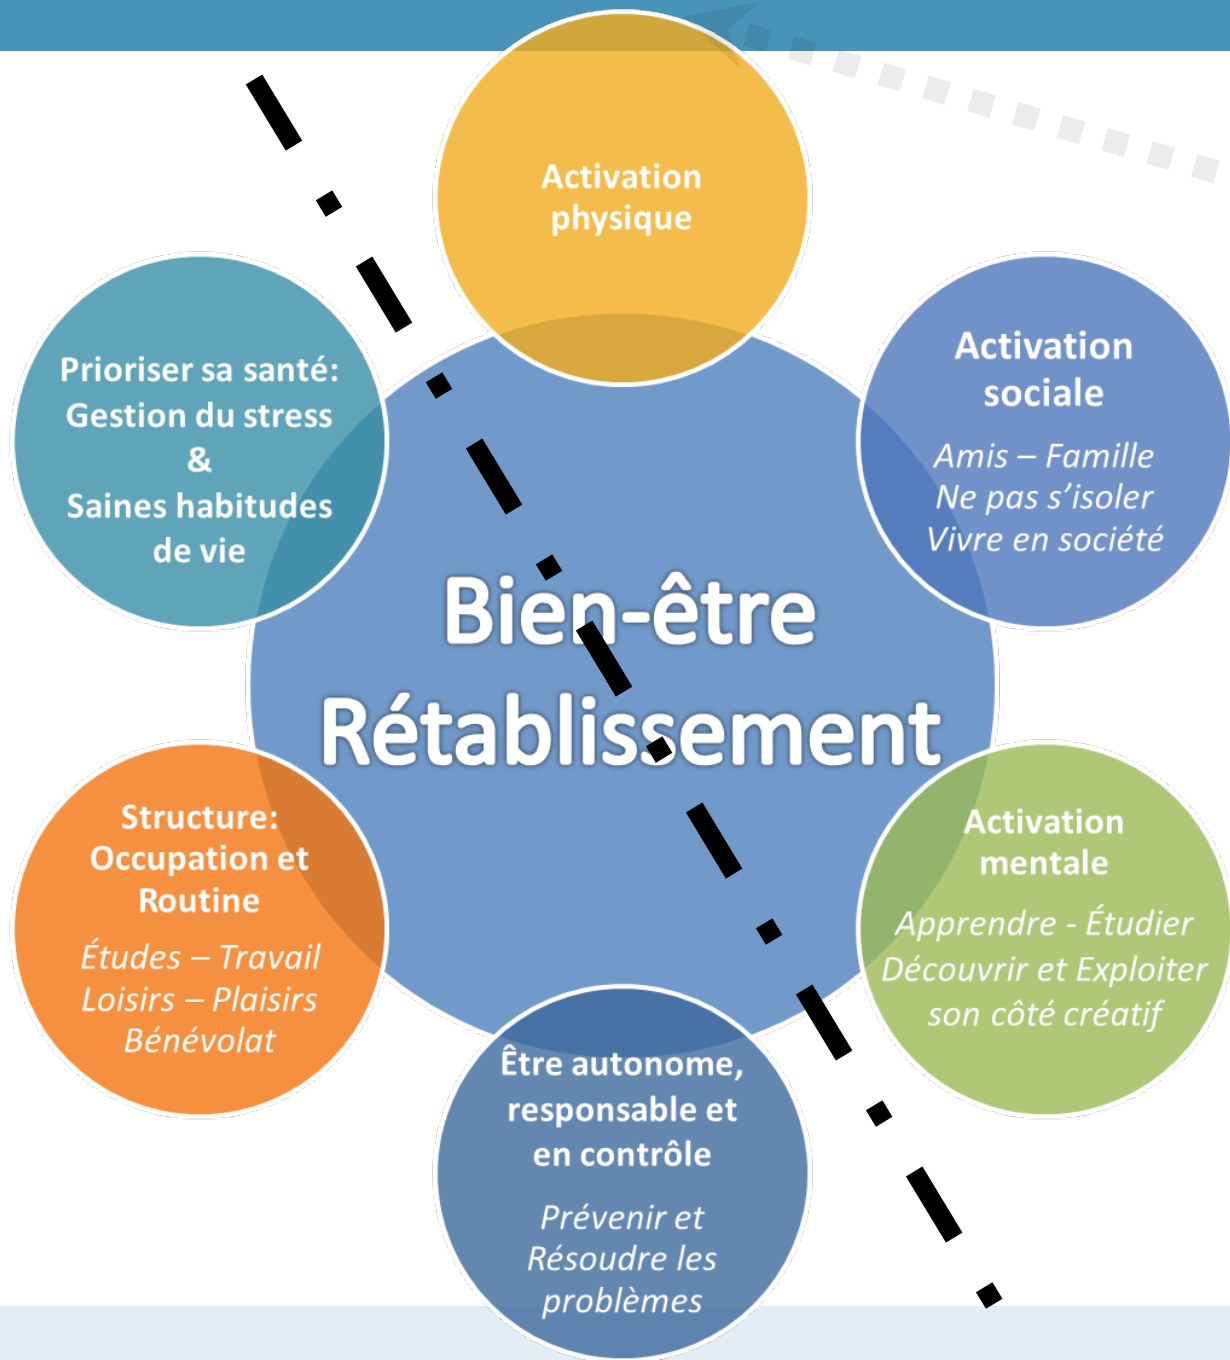 Activation
physique
Activation
sociale
Amis – Famille
Ne pas s’isoler
Vivre en société
Prioriser sa santé:
Gestion du stress
&
Saines habitudes
de vie
Bien-être
Rétablissement
Structure:
Occupation et
Routine
Études – Travail
Loisirs – Plaisirs
Bénévolat
Activation
mentale
Apprendre - Étudier
Découvrir et Exploiter
son côté créatif
Être autonome,
responsable et
en contrôle
Prévenir et
Résoudre les
problèmes